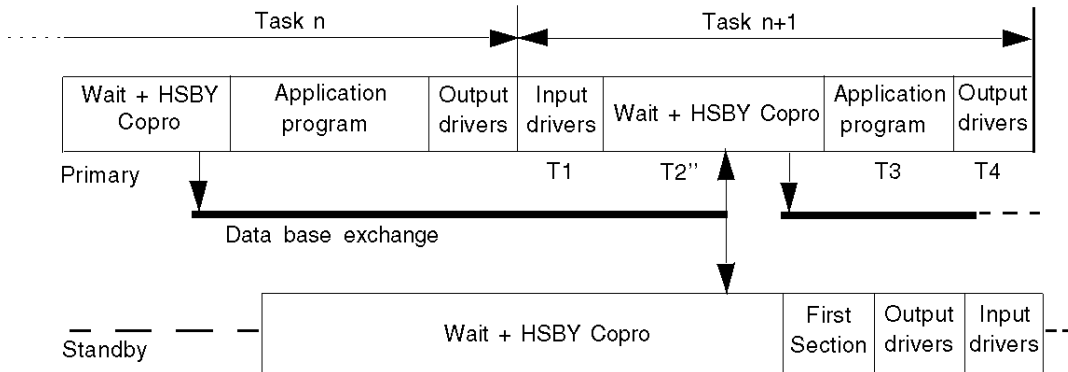 Task n
Task n+1
Wait + HSBY
Copro
Application
program
Output
drivers
Input
drivers
Wait + HSBY Copro
Application
program
Output
drivers
Primary
T1
T2''
T3
T4
Data base exchange
Standby
Wait + HSBY Copro
First
Section
Output
drivers
Input
drivers